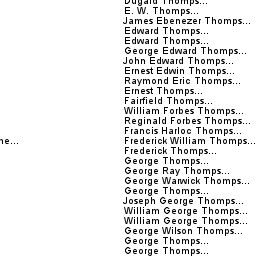 Dugald Thomps...
E. W. Thomps...
James Ebenezer Thomps...
Edward Thomps...
Edward Thomps...
George Edward Thomps...
John Edward Thomps...
Ernest Edwin Thomps...
Raymond Eric Thomps...
Ernest Thomps...
Fairfield Thomps...
William Forbes Thomps...
Reginald Forbes Thomps...
Francis Harloc Thomps...
ne... Frederick William Thomps...
Frederick Thomps...
George Thomps...
George Ray Thomps...
George Warwick Thomps...
George Thomps...
Joseph George Thomps...
William George Thomps...
William George Thomps...
George Wilson Thomps...
George Thomps...
George Thomps...